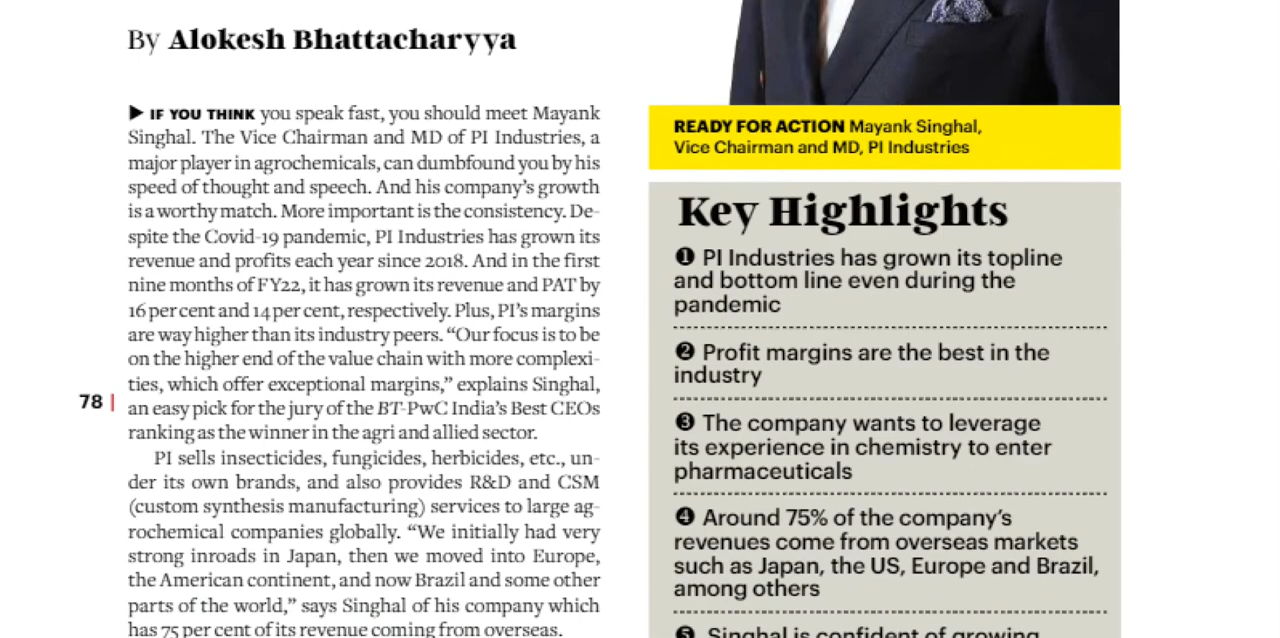 By Alokesh Bhattacharyya
▶ IF YOU THINK you speak fast, you should meet Mayank
Singhal. The Vice Chairman and MD of PI Industries, a
major player in agrochemicals, can dumbfound you by his
speed of thought and speech. And his company’s growth
is a worthy match. More important is the consistency. De-
spite the Covid-19 pandemic, PI Industries has grown its
revenue and profits each year since 2018. And in the first
nine months of FY22, it has grown its revenue and PAT by
16 per cent and 14 per cent, respectively. Plus, PI’s margins
are way higher than its industry peers. “Our focus is to be
on the higher end of the value chain with more complexi-
ties, which offer exceptional margins,” explains Singhal,
an easy pick for the jury of the BT-PwC India’s Best CEOs
ranking as the winner in the agri and allied sector.
PI sells insecticides, fungicides, herbicides, etc., un-
der its own brands, and also provides R&D and CSM
(custom synthesis manufacturing) services to large ag-
rochemical companies globally. “We initially had very
strong inroads in Japan, then we moved into Europe,
the American continent, and now Brazil and some other
parts of the world,” says Singhal of his company which
has 75 per cent of its revenue coming from overseas.
78 |
READY FOR ACTION Mayank Singhal,
Vice Chairman and MD, PI Industries
Key Highlights
❶ PI Industries has grown its topline
and bottom line even during the
pandemic
❷ Profit margins are the best in the
industry
❸ The company wants to leverage
its experience in chemistry to enter
pharmaceuticals
❹ Around 75% of the company’s
revenues come from overseas markets
such as Japan, the US, Europe and Brazil,
among others
❺ Singhal is confident of growing